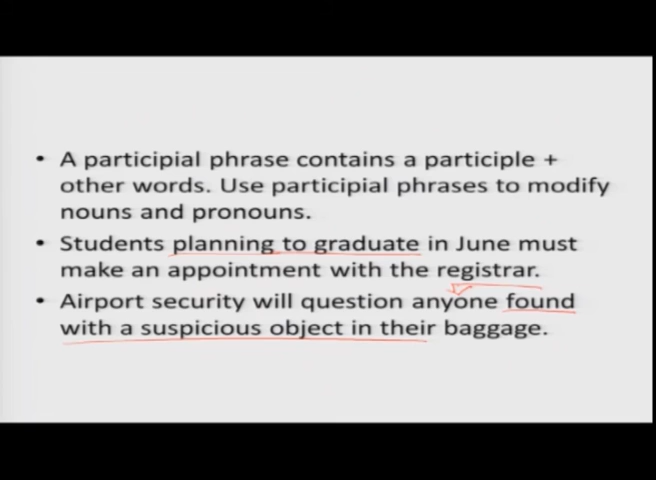 • A participial phrase contains a participle +
other words. Use participial phrases to modify
nouns and pronouns.
• Students planning to graduate in June must
make an appointment with the registrar.
• Airport security will question anyone found
with a suspicious object in their baggage.